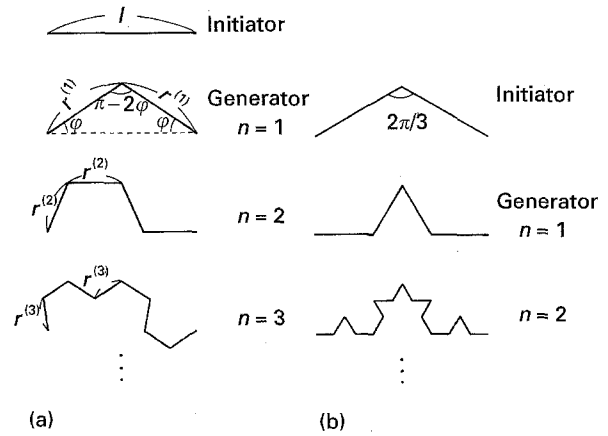 l
Initiator
r⁽¹⁾ r⁽¹⁾
π − 2φ
φ φ
Generator
n = 1
Initiator
2π/3
r⁽²⁾
r⁽²⁾
n = 2
Generator
n = 1
r⁽³⁾
r⁽³⁾
n = 3
n = 2
(a) (b)